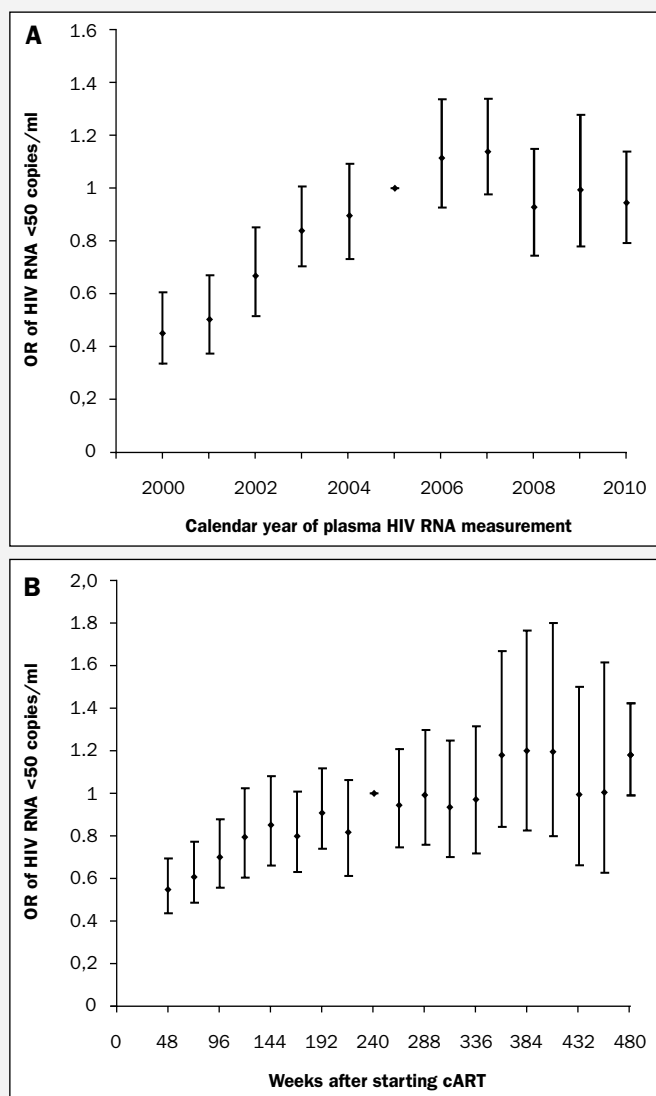 A
OR of HIV RNA <50 copies/ml
1.6
1.4
1.2
1
0.8
0.6
0.4
0,2
0
2000 2002 2004 2006 2008 2010
Calendar year of plasma HIV RNA measurement
B
OR of HIV RNA <50 copies/ml
2,0
1.8
1.6
1.4
1.2
1
0.8
0.6
0.4
0,2
0
0 48 96 144 192 240 288 336 384 432 480
Weeks after starting cART